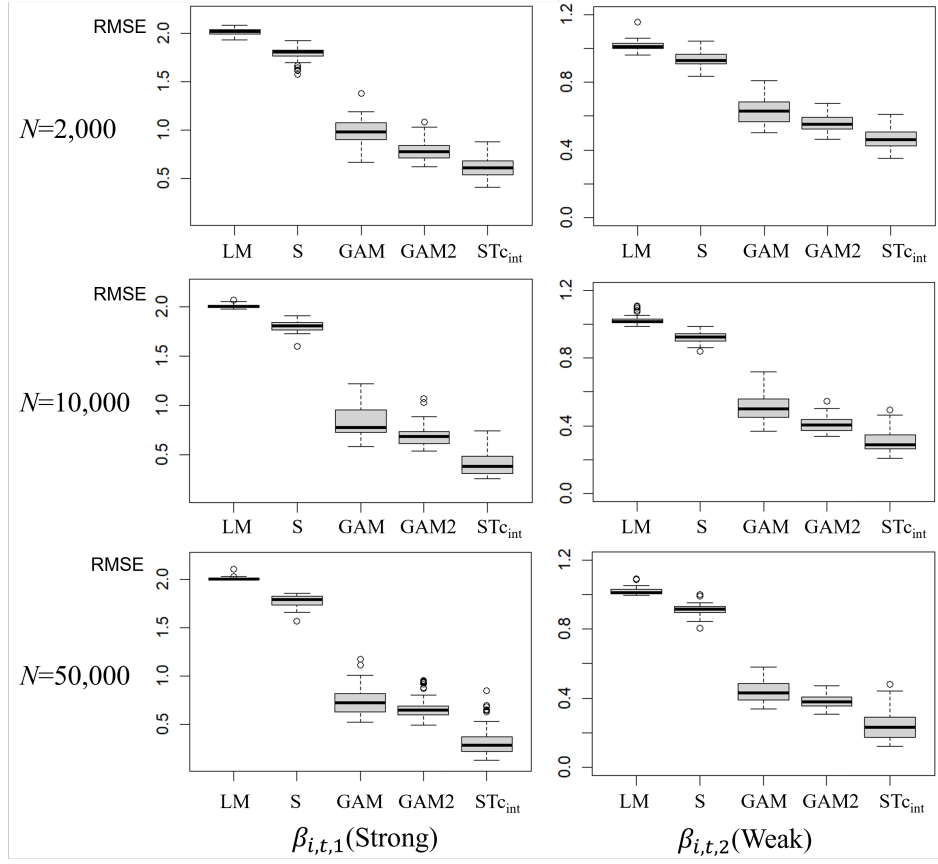 RMSE
2.0
1.5
1.0
0.5
1.2
0.8
0.4
0.0
N=2,000
LM S GAM GAM2 STcint
LM S GAM GAM2 STcint
RMSE
2.0
1.5
1.0
0.5
1.2
0.8
0.4
0.0
N=10,000
LM S GAM GAM2 STcint
LM S GAM GAM2 STcint
RMSE
2.0
1.5
1.0
0.5
1.2
0.8
0.4
0.0
N=50,000
LM S GAM GAM2 STcint
LM S GAM GAM2 STcint
βi,t,1(Strong)
βi,t,2(Weak)